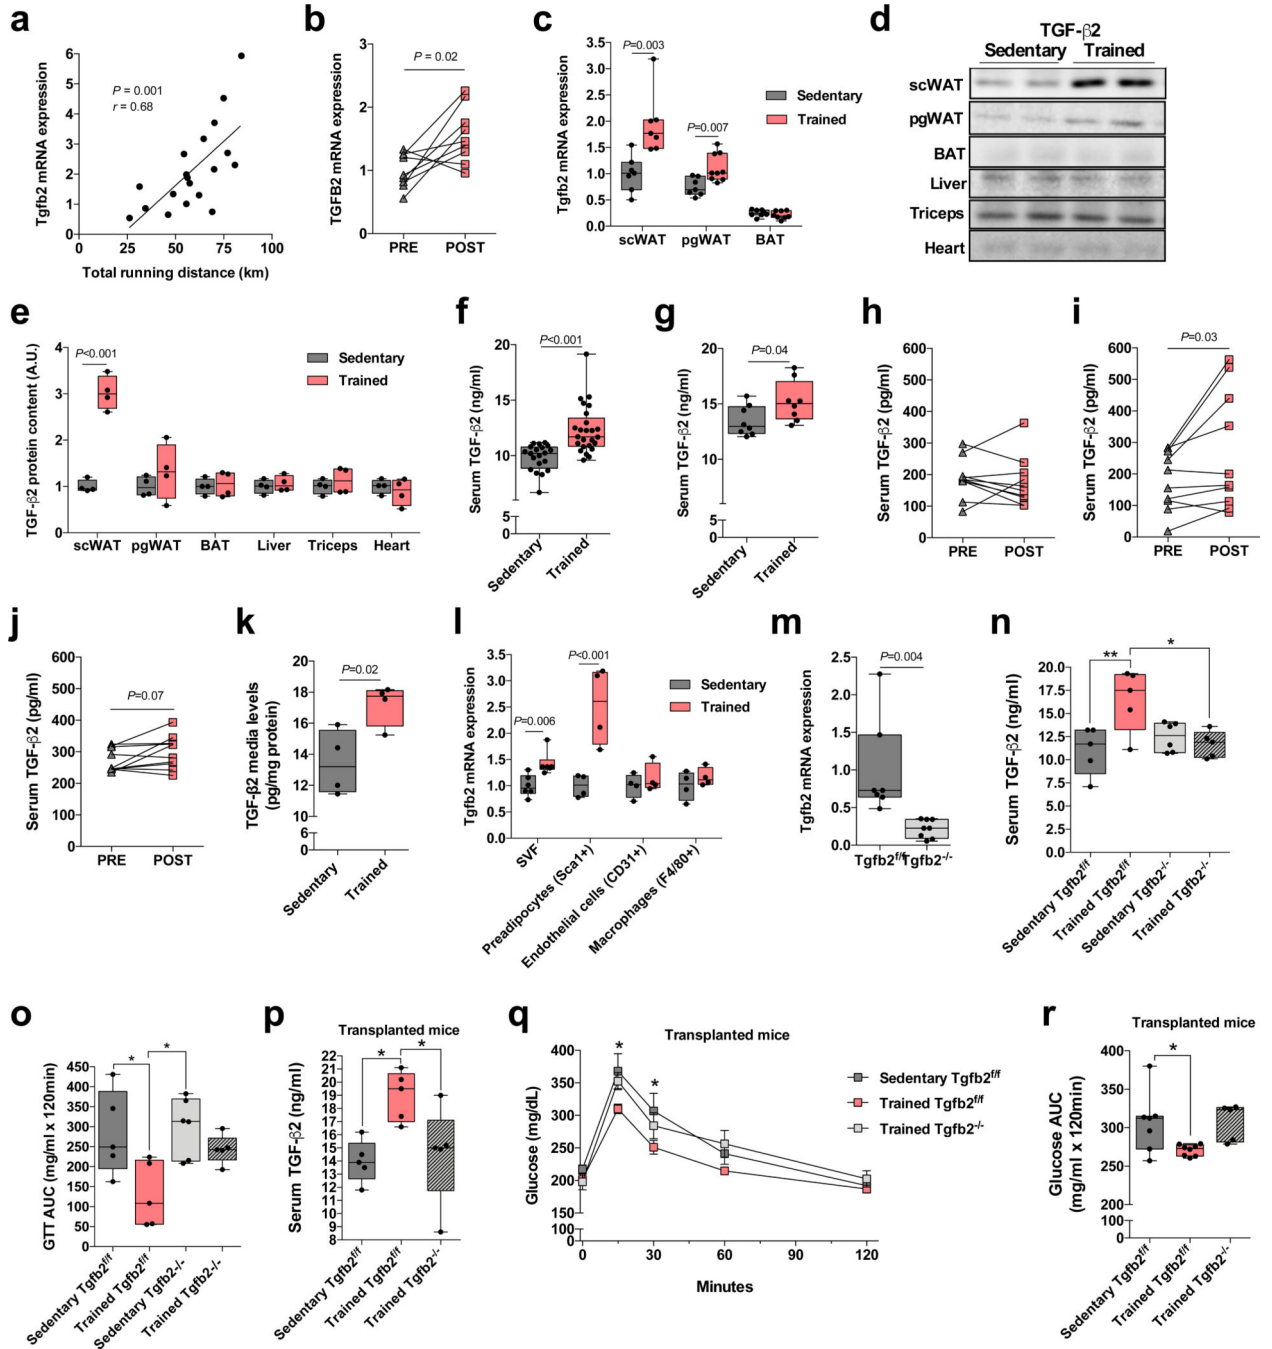 a
Tgfb2 mRNA expression
6
5
4
3
2
1
0
P = 0.001
r = 0.68
0
25
50
75
100
Total running distance (km)
b
TGFB2 mRNA expression
3
2
1
0
P = 0.02
PRE
POST
c
Tgfb2 mRNA expression
3.5
3.0
2.5
2.0
1.5
1.0
0.5
0.0
P=0.003
P=0.007
Sedentary
Trained
scWAT
pgWAT
BAT
d
TGF-β2
Sedentary
Trained
scWAT
pgWAT
BAT
Liver
Triceps
Heart
e
TGF-β2 protein content (A.U.)
4
3
2
1
0
P<0.001
Sedentary
Trained
scWAT
pgWAT
BAT
Liver
Triceps
Heart
f
Serum TGF-β2 (ng/ml)
20
15
10
5
0
P<0.001
Sedentary
Trained
g
Serum TGF-β2 (ng/ml)
20
15
10
5
0
P=0.04
Sedentary
Trained
h
Serum TGF-β2 (pg/ml)
600
500
400
300
200
100
0
PRE
POST
i
Serum TGF-β2 (pg/ml)
600
500
400
300
200
100
0
P=0.03
PRE
POST
j
Serum TGF-β2 (pg/ml)
600
500
400
300
200
100
0
P=0.07
PRE
POST
k
TGF-β2 media levels
(pg/mg protein)
20
18
16
14
12
10
6
0
P=0.02
Sedentary
Trained
l
Tgfb2 mRNA expression
3.5
3.0
2.5
2.0
1.5
1.0
0.5
0.0
P=0.006
P<0.001
Sedentary
Trained
SVF
Preadipocytes (Sca1+)
Endothelial cells (CD31+)
Macrophages (F4/80+)
m
Tgfb2 mRNA expression
2.5
2.0
1.5
1.0
0.5
0.0
P=0.004
Tgfb2f/f
Tgfb2-/-
n
Serum TGF-β2 (ng/ml)
20.0
17.5
15.0
12.5
10.0
7.5
5.0
2.5
0.0
**
*
Sedentary Tgfb2f/f
Trained Tgfb2f/f
Sedentary Tgfb2-/-
Trained Tgfb2-/-
o
GTT AUC (mg/ml x 120min)
450
400
350
300
250
200
150
100
50
0
*
*
Sedentary Tgfb2f/f
Trained Tgfb2f/f
Sedentary Tgfb2-/-
Trained Tgfb2-/-
p
Transplanted mice
Serum TGF-β2 (ng/ml)
22
21
20
19
18
17
16
15
14
13
12
11
10
9
8
*
*
Sedentary Tgfb2f/f
Trained Tgfb2f/f
Trained Tgfb2-/-
q
Transplanted mice
Glucose (mg/dL)
400
350
300
250
200
150
100
0
*
*
0
15
30
60
90
120
Minutes
Sedentary Tgfb2f/f
Trained Tgfb2f/f
Trained Tgfb2-/-
r
Transplanted mice
Glucose AUC
(mg/ml x 120min)
400
350
300
250
200
100
0
*
Sedentary Tgfb2f/f
Trained Tgfb2f/f
Trained Tgfb2-/-